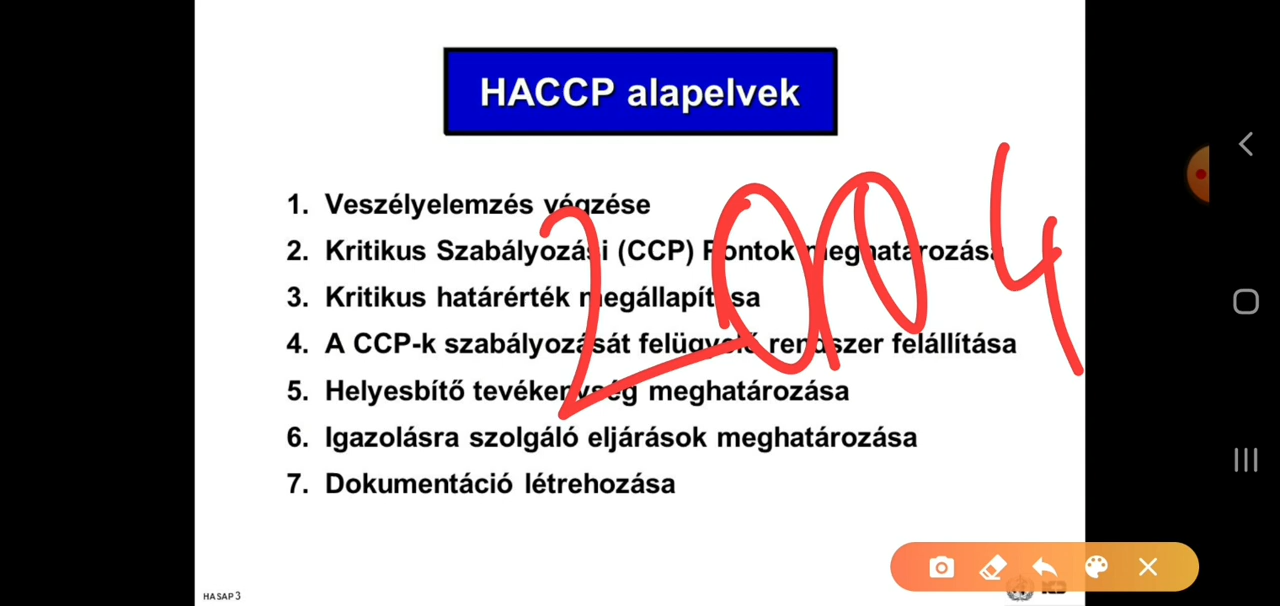 HACCP alapelvek
1. Veszélyelemzés végzése
2. Kritikus Szabályozási (CCP) Pontok meghatározása
3. Kritikus határérték megállapítása
4. A CCP-k szabályozását felügyelő rendszer felállítása
5. Helyesbítő tevékenység meghatározása
6. Igazolásra szolgáló eljárások meghatározása
7. Dokumentáció létrehozása
2004
HASAP 3